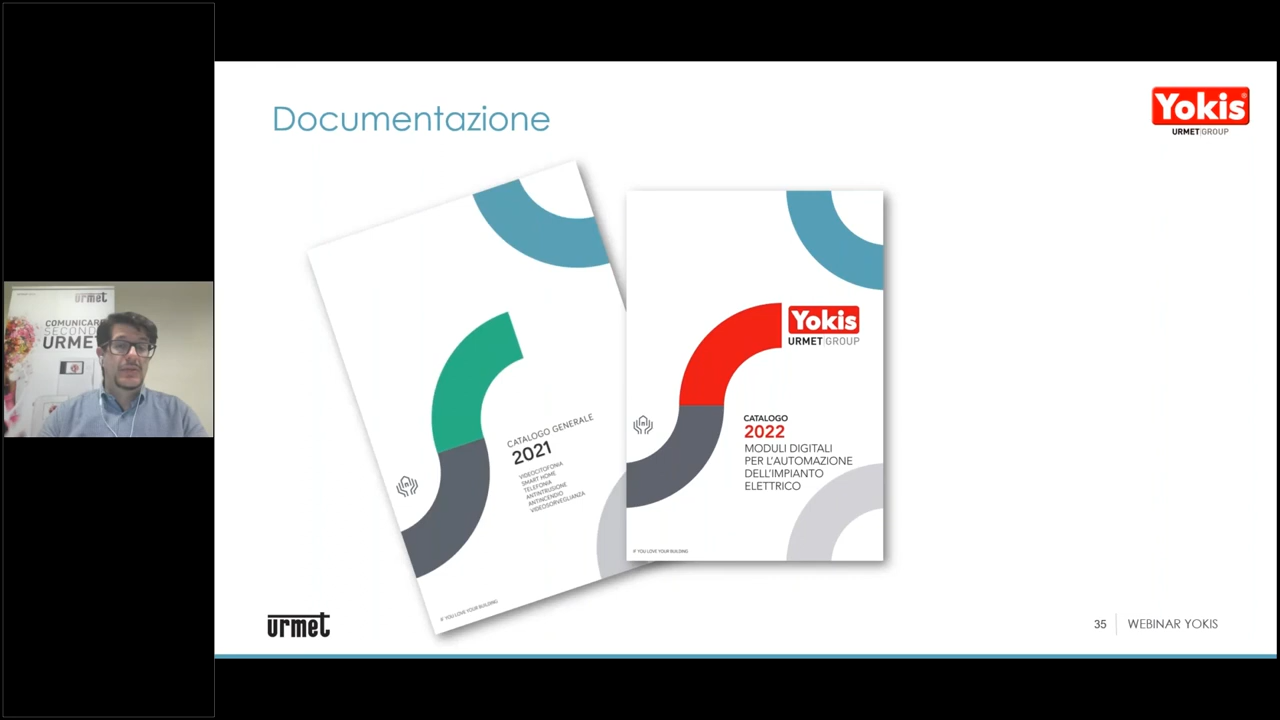 Documentazione
Yokis
URMET GROUP
urmet
COMUNICARE
SECONDO
URMET
CATALOGO GENERALE
2021
VIDEOCITOFONIA
SMART HOME
TELEFONIA
ANTINTRUSIONE
ANTINCENDIO
VIDEOSORVEGLIANZA
IF YOU LOVE YOUR BUILDING
Yokis
URMET GROUP
CATALOGO
2022
MODULI DIGITALI
PER L'AUTOMAZIONE
DELL'IMPIANTO
ELETTRICO
IF YOU LOVE YOUR BUILDING
urmet
35
WEBINAR YOKIS